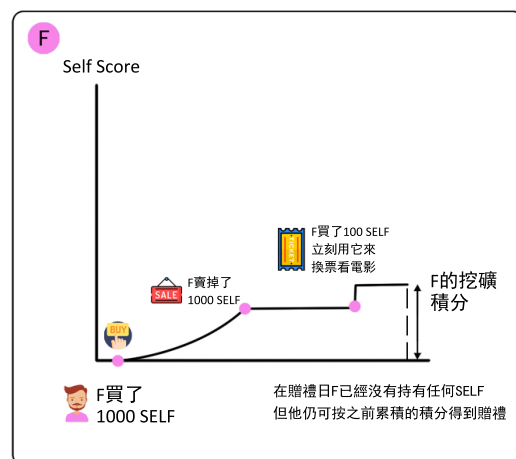 F
Self Score
F買了100 SELF
立刻用它來
換票看電影
TICKET
F賣掉了
1000 SELF
SALE
F的挖礦
積分
BUY
F買了
1000 SELF
在贈禮日F已經沒有持有任何SELF
但他仍可按之前累積的積分得到贈禮